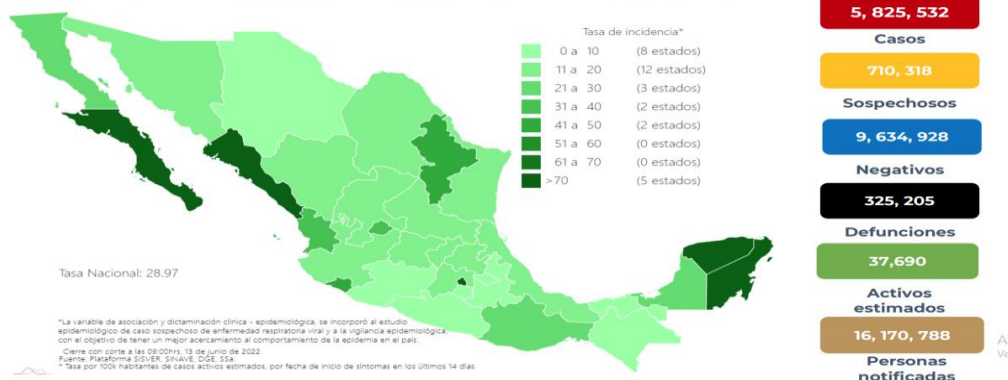 Tasa de incidencia*
0 a 10 (8 estados)
11 a 20 (12 estados)
21 a 30 (3 estados)
31 a 40 (2 estados)
41 a 50 (2 estados)
51 a 60 (0 estados)
61 a 70 (0 estados)
>70 (5 estados)
Tasa Nacional: 28.97
*La variable de asociación y dictaminación clínica - epidemiológica, se incorporó al estudio
epidemiológico de caso sospechoso de enfermedad respiratoria viral y a la vigilancia epidemiológica,
con el objetivo de tener un mejor acercamiento al comportamiento de la epidemia en el país.
Cierre con corte a las 09:00hrs, 13 de junio de 2022
Fuente: Plataforma SISVER, SINAVE, DGE, SSa.
* Tasa por 100k habitantes de casos activos estimados, por fecha de inicio de síntomas en los últimos 14 días.
5, 825, 532
Casos
710, 318
Sospechosos
9, 634, 928
Negativos
325, 205
Defunciones
37,690
Activos
estimados
16, 170, 788
Personas
notificadas